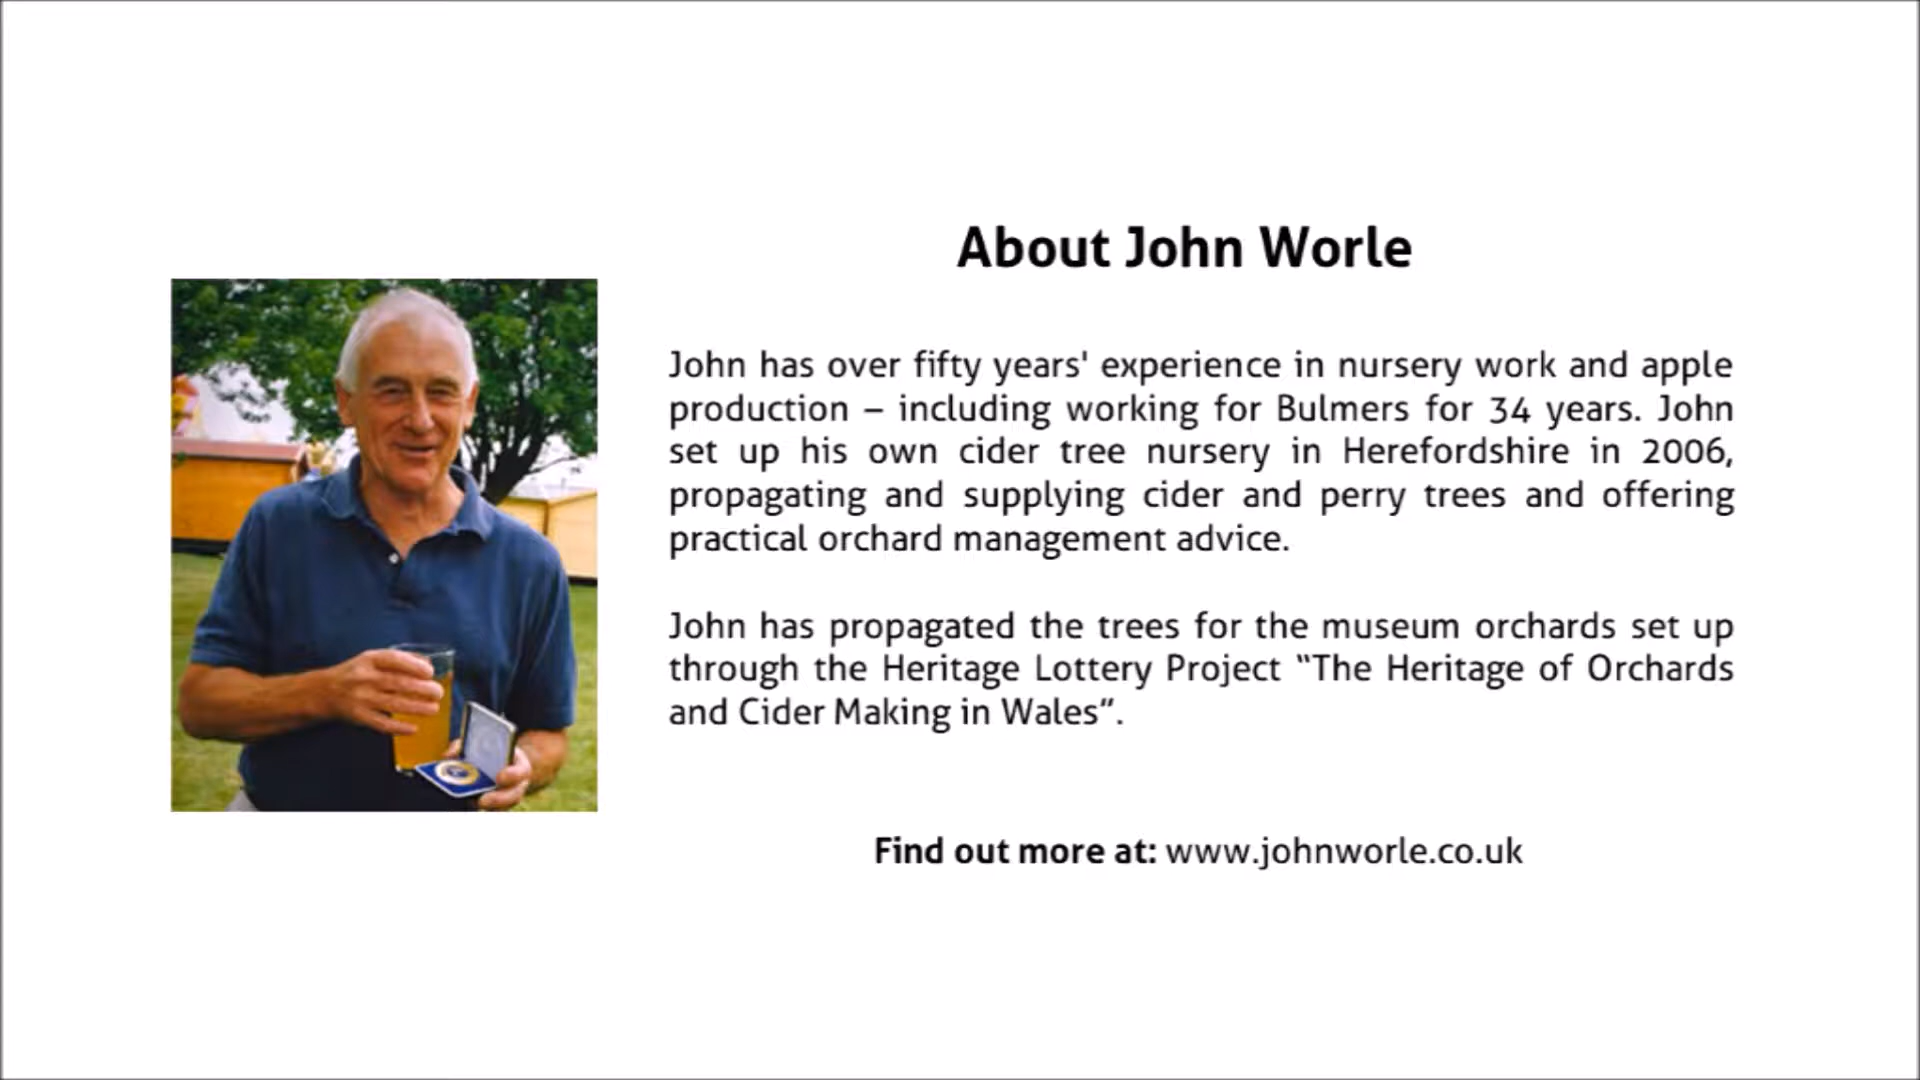 About John Worle
John has over fifty years' experience in nursery work and apple
production – including working for Bulmers for 34 years. John
set up his own cider tree nursery in Herefordshire in 2006,
propagating and supplying cider and perry trees and offering
practical orchard management advice.
John has propagated the trees for the museum orchards set up
through the Heritage Lottery Project “The Heritage of Orchards
and Cider Making in Wales”.
Find out more at: www.johnworle.co.uk